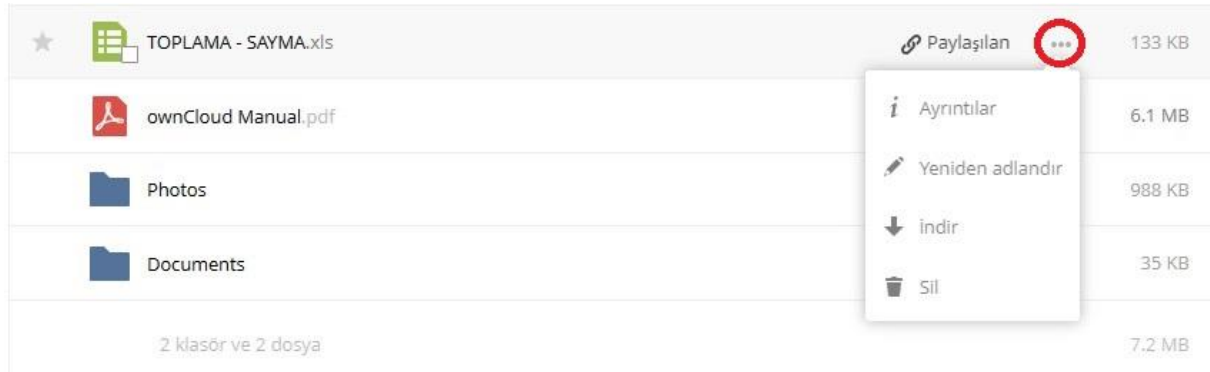 TOPLAMA - SAYMA.xls Paylaşılan 133 KB
Ayrıntılar
ownCloud Manual.pdf 6.1 MB
Yeniden adlandır
Photos 988 KB
İndir
Documents 35 KB
Sil
2 klasör ve 2 dosya 7.2 MB